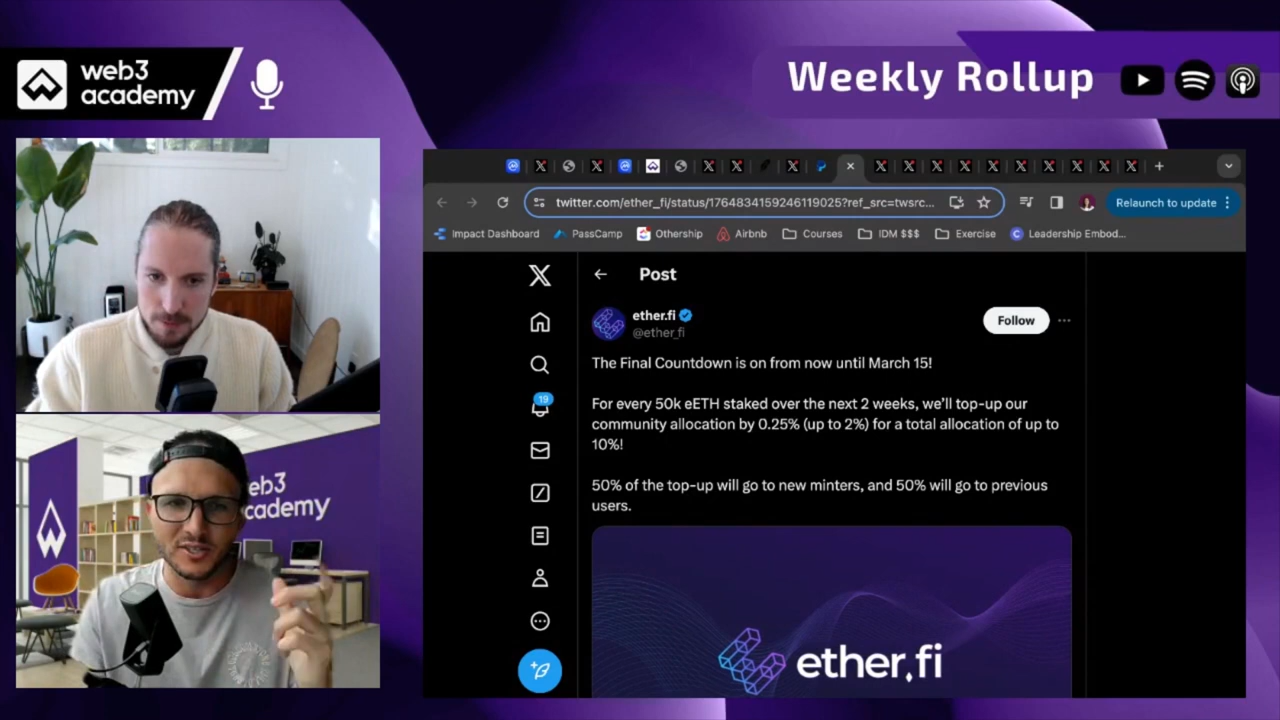 web3
academy
Weekly Rollup
twitter.com/ether_fi/status/1764834159246119025?ref_src=twsrc...
Relaunch to update
Impact Dashboard
PassCamp
Othership
Airbnb
Courses
IDM $$$
Exercise
Leadership Embod...
Post
ether.fi
@ether_fi
Follow
The Final Countdown is on from now until March 15!
For every 50k eETH staked over the next 2 weeks, we'll top-up our
community allocation by 0.25% (up to 2%) for a total allocation of up to
10%!
50% of the top-up will go to new minters, and 50% will go to previous
users.
19
ether.fi
eb3
cademy